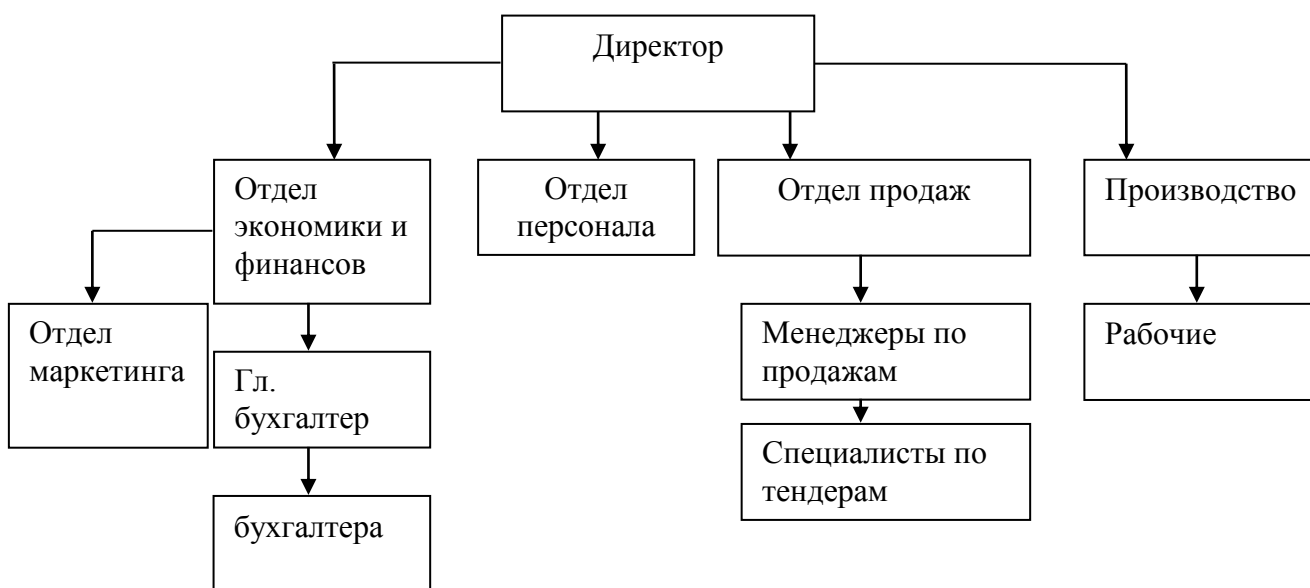 Директор
Отдел
экономики и
финансов
Отдел
персонала
Отдел продаж
Производство
Отдел
маркетинга
Гл.
бухгалтер
бухгалтера
Менеджеры по
продажам
Специалисты по
тендерам
Рабочие